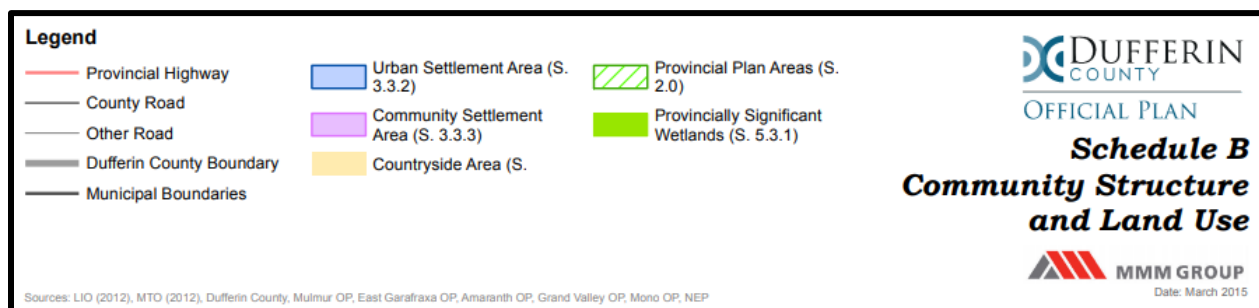 Legend
Provincial Highway
County Road
Other Road
Dufferin County Boundary
Municipal Boundaries
Urban Settlement Area (S.
3.3.2)
Community Settlement
Area (S. 3.3.3)
Countryside Area (S.
Provincial Plan Areas (S.
2.0)
Provincially Significant
Wetlands (S. 5.3.1)
DUFFERIN
COUNTY
OFFICIAL PLAN
Schedule B
Community Structure
and Land Use
MMM GROUP
Date: March 2015
Sources: LIO (2012), MTO (2012), Dufferin County, Mulmur OP, East Garafraxa OP, Amaranth OP, Grand Valley OP, Mono OP, NEP